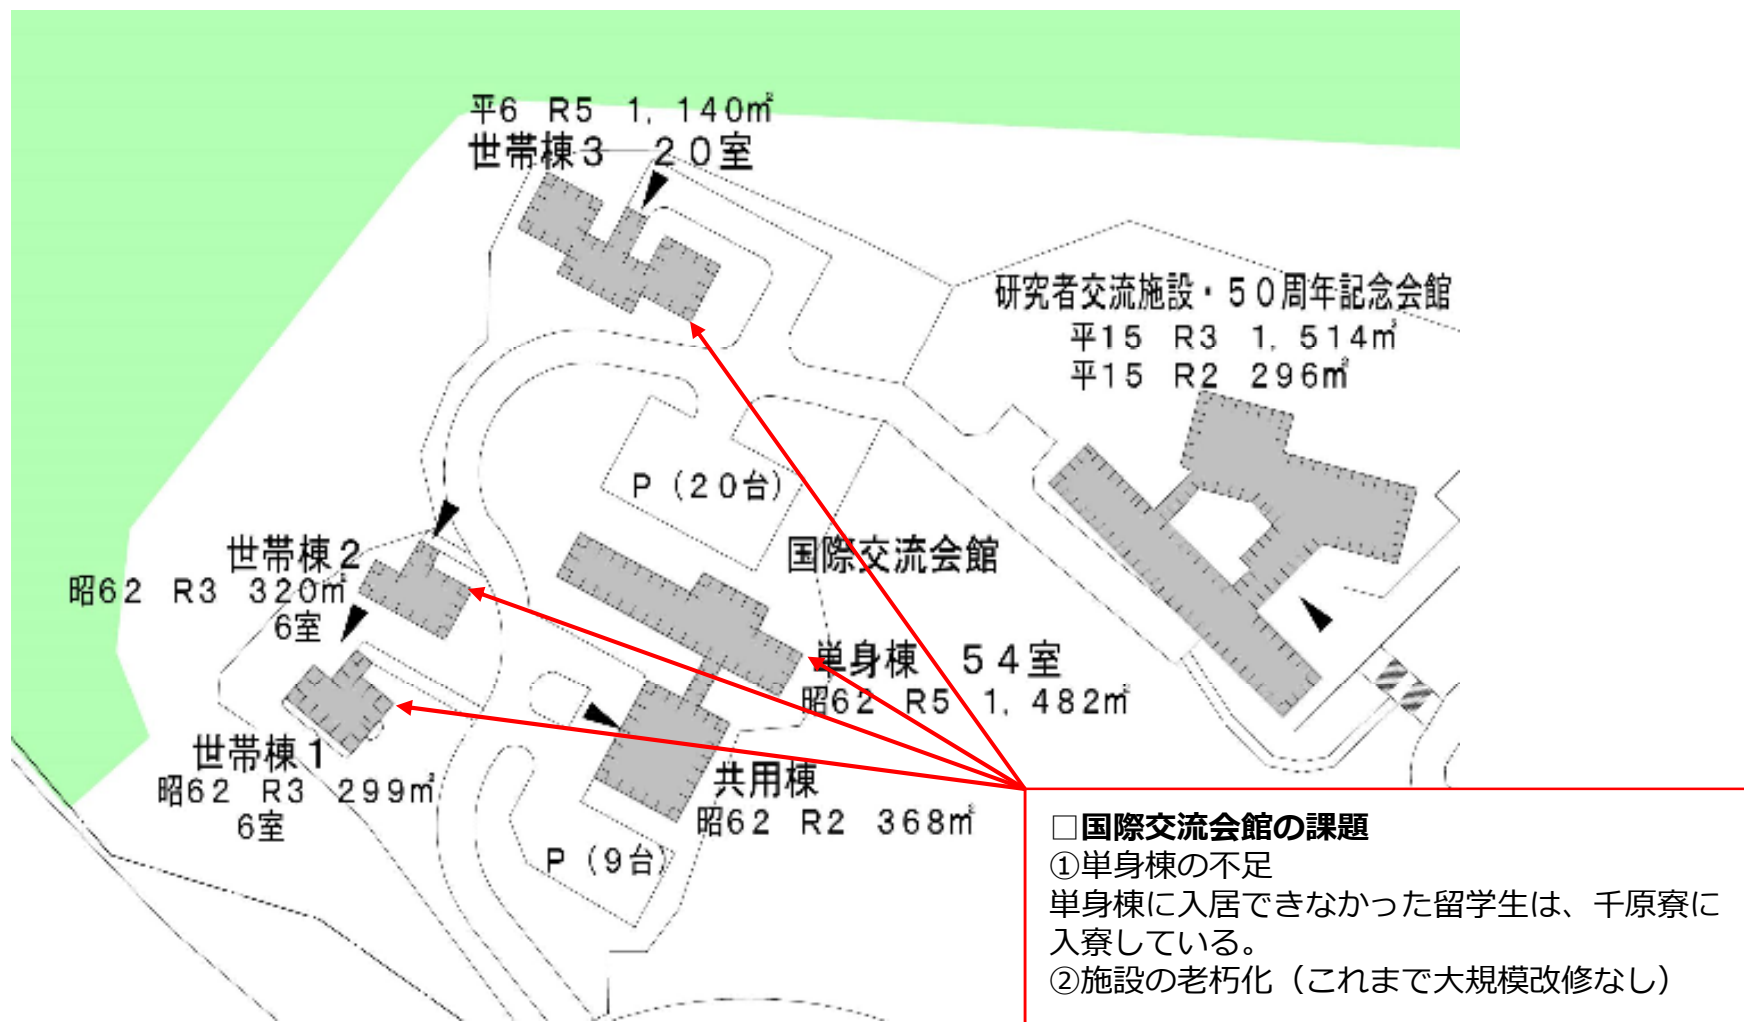 平6 R5 1,140㎡
世帯棟3 20室
研究者交流施設・50周年記念会館
平15 R3 1,514㎡
平15 R2 296㎡
P(20台)
国際交流会館
世帯棟2
昭62 R3 320㎡
6室
単身棟 54室
昭62 R5 1,482㎡
世帯棟1
昭62 R3 299㎡
6室
共用棟
昭62 R2 368㎡
P(9台)
□国際交流会館の課題
①単身棟の不足
単身棟に入居できなかった留学生は、千原寮に
入寮している。
②施設の老朽化(これまで大規模改修なし)